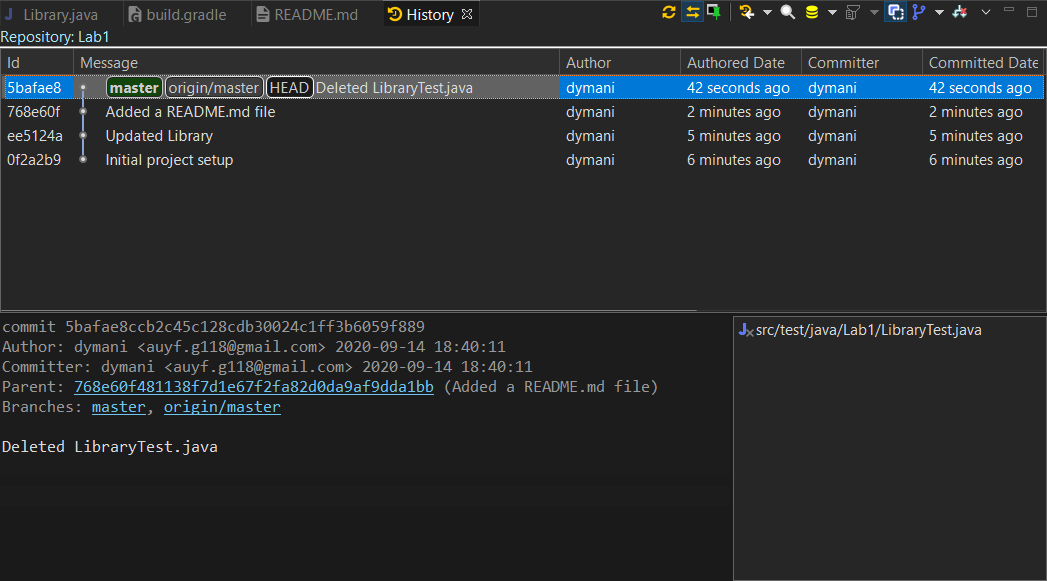 Library.java build.gradle README.md History
Repository: Lab1
Id Message Author Authored Date Committer Committed Date
5bafae8 master origin/master HEAD Deleted LibraryTest.java dymani 42 seconds ago dymani 42 seconds ago
768e60f Added a README.md file dymani 2 minutes ago dymani 2 minutes ago
ee5124a Updated Library dymani 5 minutes ago dymani 5 minutes ago
0f2a2b9 Initial project setup dymani 6 minutes ago dymani 6 minutes ago
commit 5bafae8ccb2c45c128cdb30024c1ff3b6059f889
Author: dymani <auyf.g118@gmail.com> 2020-09-14 18:40:11
Committer: dymani <auyf.g118@gmail.com> 2020-09-14 18:40:11
Parent: 768e60f481138f7d1e67f2fa82d0da9af9dda1bb (Added a README.md file)
Branches: master, origin/master
Deleted LibraryTest.java
src/test/java/Lab1/LibraryTest.java